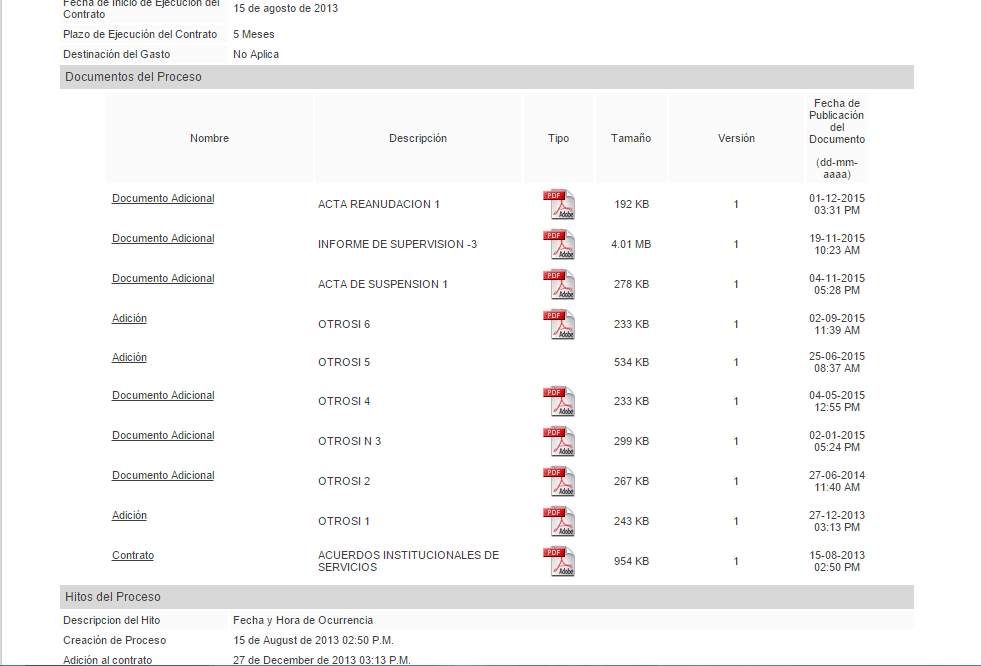 Fecha de Inicio de Ejecución del
Contrato
15 de agosto de 2013
Plazo de Ejecución del Contrato 5 Meses
Destinación del Gasto No Aplica
Documentos del Proceso
Nombre Descripción Tipo Tamaño Versión
Fecha de
Publicación
del
Documento
(dd-mm-
aaaa)
Documento Adicional ACTA REANUDACION 1 PDF Adobe 192 KB 1 01-12-2015
03:31 PM
Documento Adicional INFORME DE SUPERVISION -3 PDF Adobe 4.01 MB 1 19-11-2015
10:23 AM
Documento Adicional ACTA DE SUSPENSION 1 PDF Adobe 278 KB 1 04-11-2015
05:28 PM
Adición OTROSI 6 PDF Adobe 233 KB 1 02-09-2015
11:39 AM
Adición OTROSI 5 534 KB 1 25-06-2015
08:37 AM
Documento Adicional OTROSI 4 PDF Adobe 233 KB 1 04-05-2015
12:55 PM
Documento Adicional OTROSI N 3 PDF Adobe 299 KB 1 02-01-2015
05:24 PM
Documento Adicional OTROSI 2 PDF Adobe 267 KB 1 27-06-2014
11:40 AM
Adición OTROSI 1 PDF Adobe 243 KB 1 27-12-2013
03:13 PM
Contrato ACUERDOS INSTITUCIONALES DE
SERVICIOS PDF Adobe 954 KB 1 15-08-2013
02:50 PM
Hitos del Proceso
Descripcion del Hito Fecha y Hora de Ocurrencia
Creación de Proceso 15 de August de 2013 02:50 P.M.
Adición al contrato 27 de December de 2013 03:13 P.M.